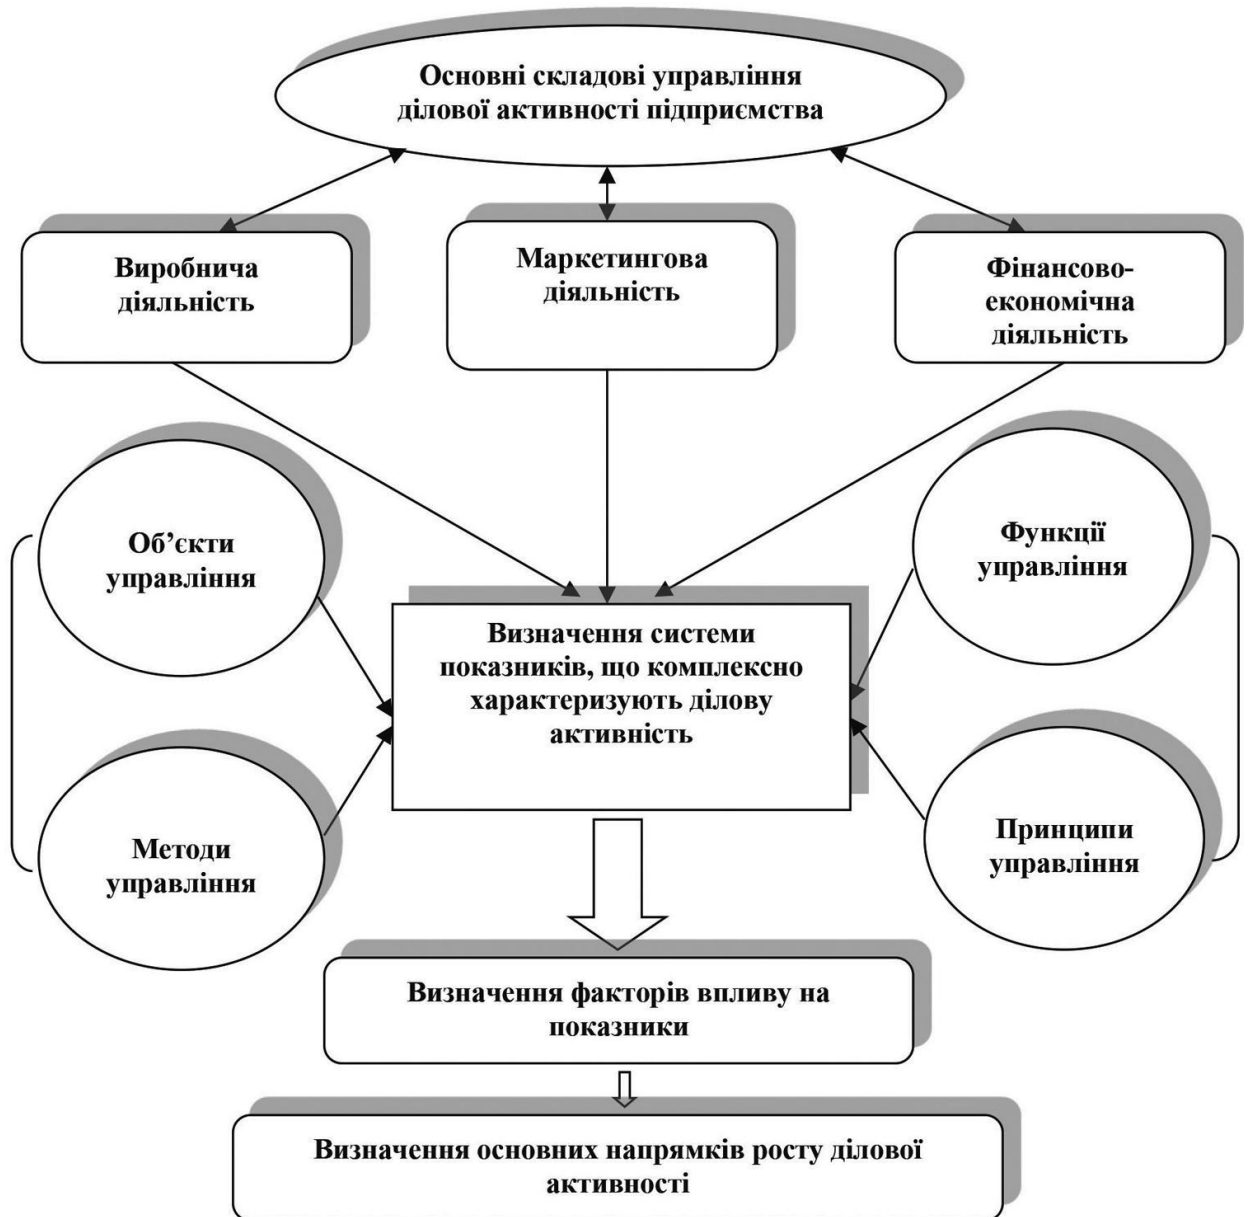 Основні складові управління
ділової активності підприємства
Виробнича
діяльність
Маркетингова
діяльність
Фінансово-
економічна
діяльність
Об’єкти
управління
Функції
управління
Визначення системи
показників, що комплексно
характеризують ділову
активність
Методи
управління
Принципи
управління
Визначення факторів впливу на
показники
Визначення основних напрямків росту ділової
активності